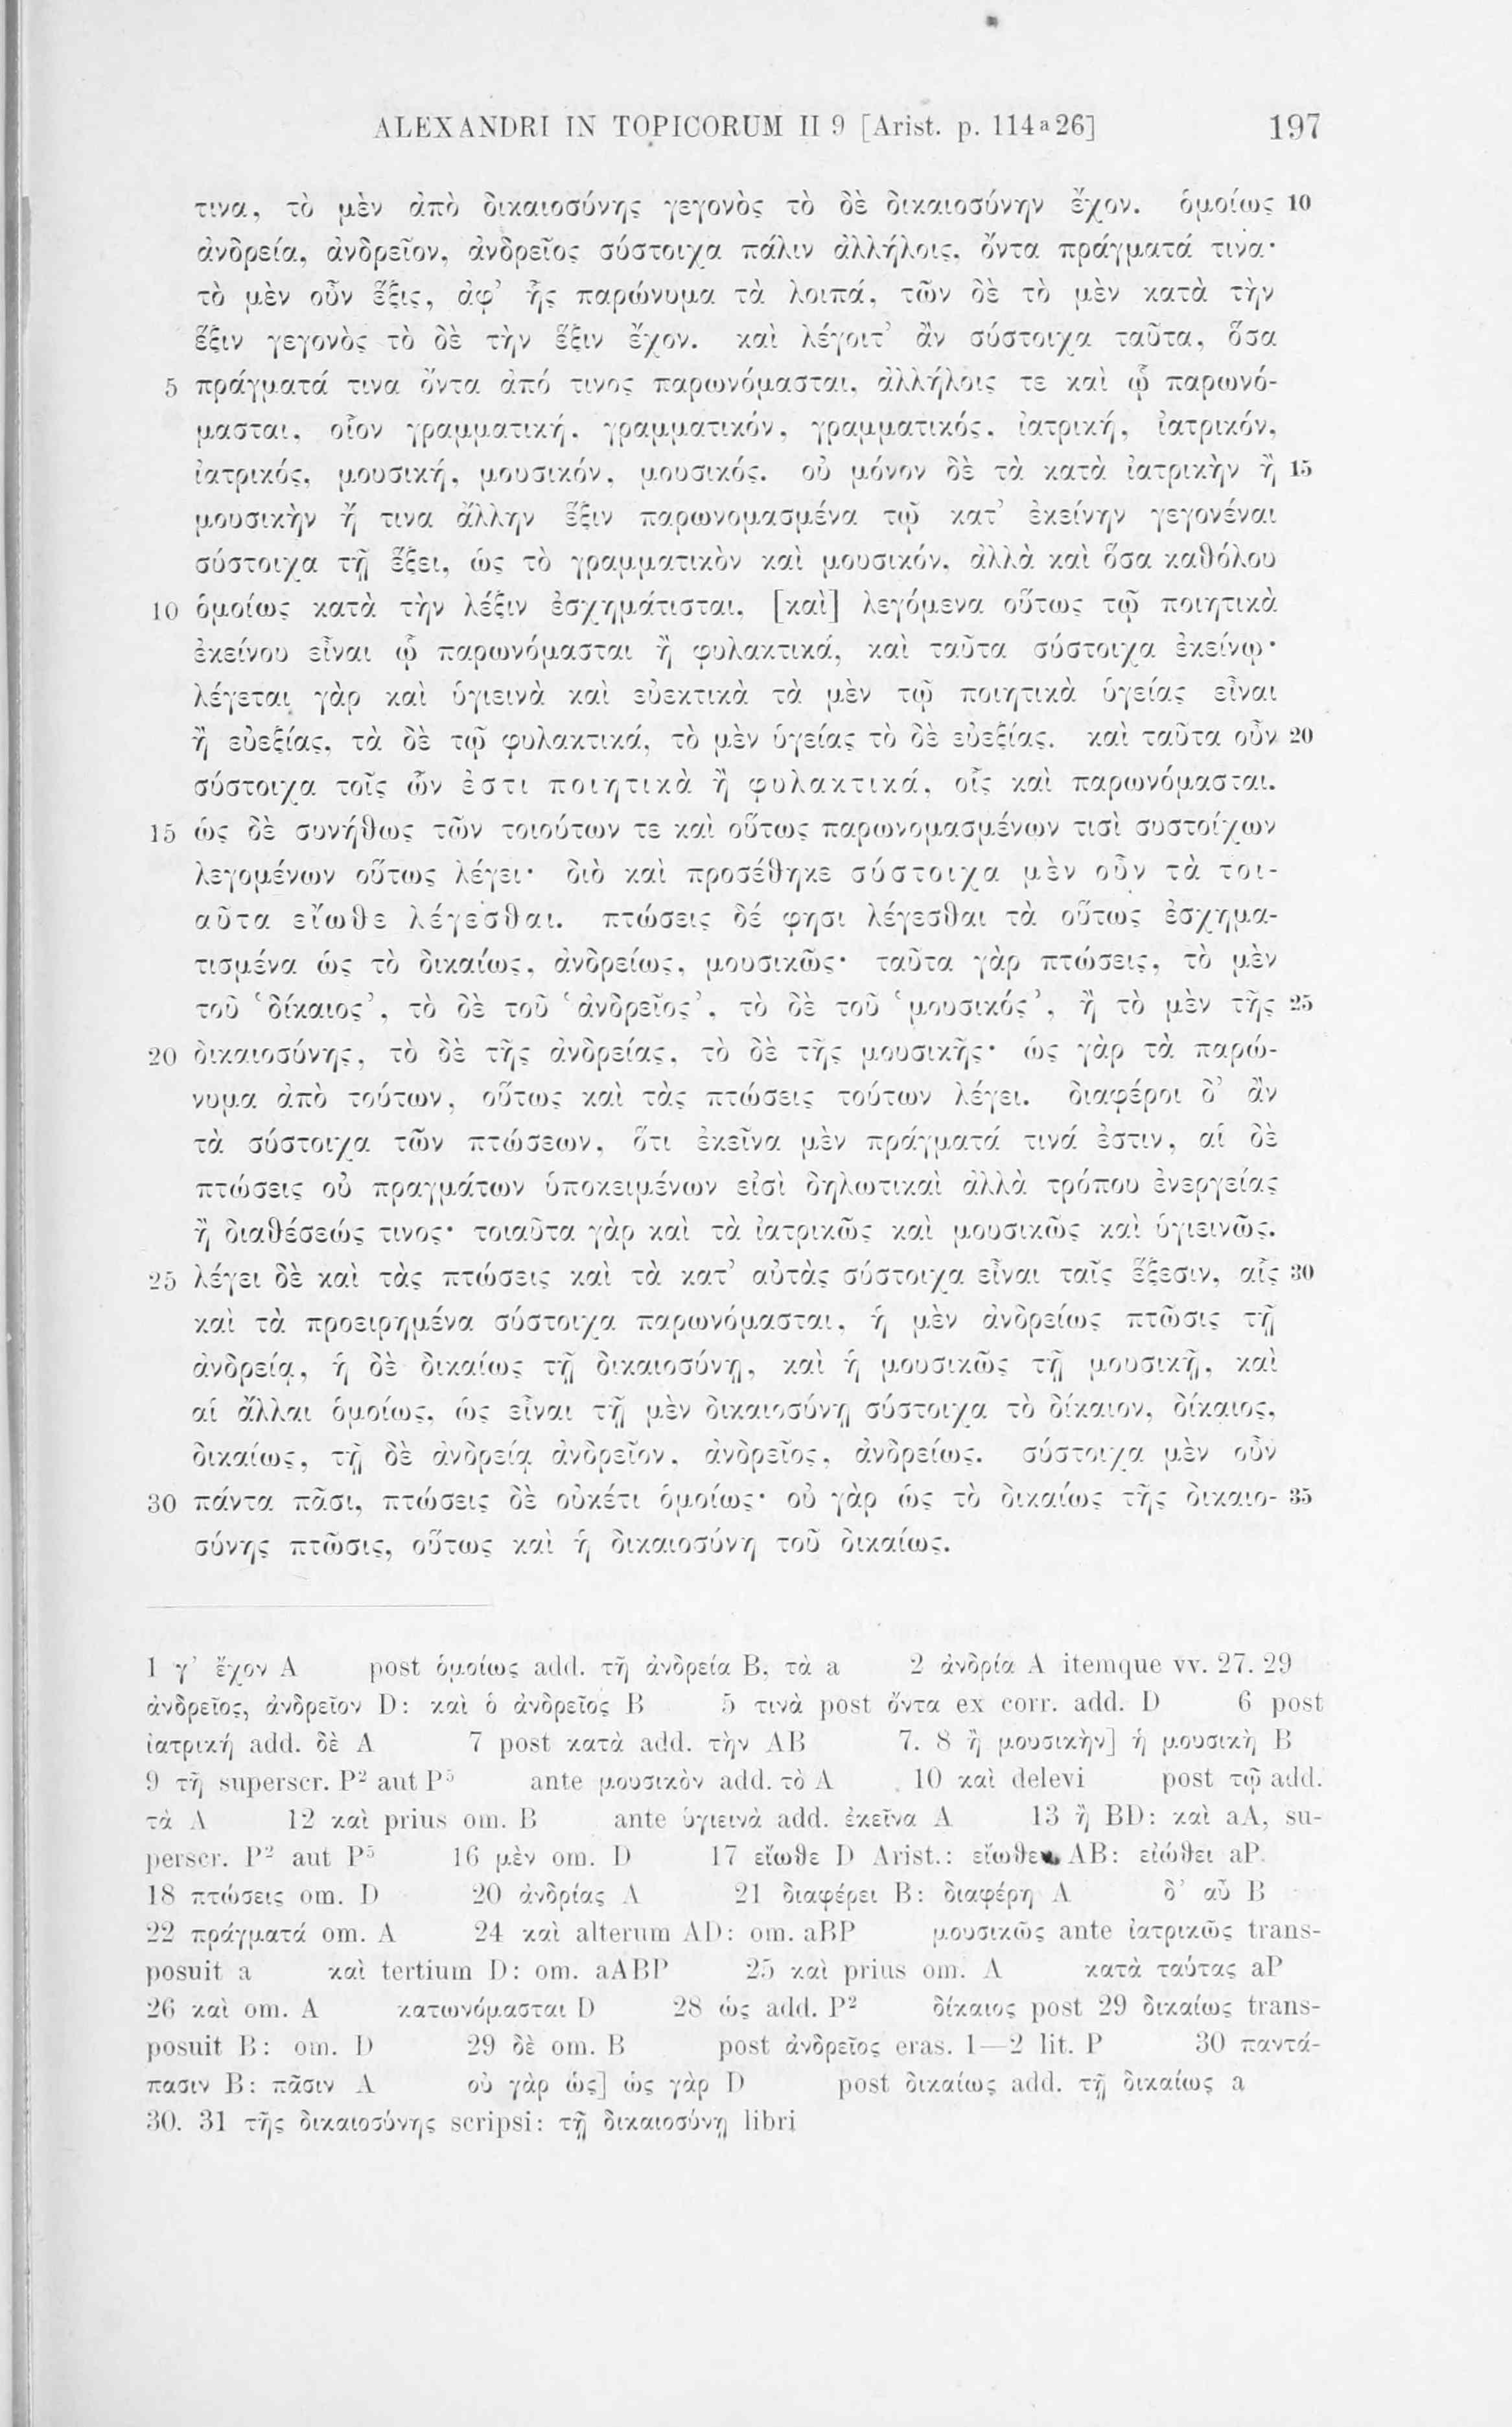 ALEXANDRI IN TOPICORUM II 9 [Arist. p. 114a26] 197
τινα, τὸ μὲν ἀπὸ δικαιοσύνης γεγονὸς τὸ δὲ δικαιοσύνην ἔχον. ὁμοίως 10
ἀνδρεία, ἀνδρεῖον, ἀνδρεῖος σύστοιχα πάλιν ἀλλήλοις, ὄντα πράγματά τινα·
τὸ μὲν οὖν ἕξις, ἀφ’ ἧς παρώνυμα τὰ λοιπά, τῶν δὲ τὸ μὲν κατὰ τὴν
ἕξιν γεγονὸς τὸ δὲ τὴν ἕξιν ἔχον. καὶ λέγοιτ’ ἂν σύστοιχα ταῦτα, ὅσα
5 πράγματά τινα ὄντα ἀπό τινος παρωνόμασται, ἀλλήλοις τε καὶ ᾧ παρωνό-
μασται, οἷον γραμματική, γραμματικόν, γραμματικός, ἰατρική, ἰατρικόν,
ἰατρικός, μουσική, μουσικόν, μουσικός. οὐ μόνον δὲ τὰ κατὰ ἰατρικὴν ἢ 15
μουσικὴν ἤ τινα ἄλλην ἕξιν παρωνομασμένα τῷ κατ’ ἐκείνην γεγονέναι
σύστοιχα τῇ ἕξει, ὡς τὸ γραμματικὸν καὶ μουσικόν, ἀλλὰ καὶ ὅσα καθόλου
10 ὁμοίως κατὰ τὴν λέξιν ἐσχημάτισται, [καὶ] λεγόμενα οὕτως τῷ ποιητικὰ
ἐκείνου εἶναι ᾧ παρωνόμασται ἢ φυλακτικά, καὶ ταῦτα σύστοιχα ἐκείνῳ·
λέγεται γὰρ καὶ ὑγιεινὰ καὶ εὐεκτικὰ τὰ μὲν τῷ ποιητικὰ ὑγείας εἶναι
ἢ εὐεξίας, τὰ δὲ τῷ φυλακτικά, τὸ μὲν ὑγείας τὸ δὲ εὐεξίας. καὶ ταῦτα οὖν 20
σύστοιχα τοῖς ὧν ἐστι ποιητικὰ ἢ φυλακτικά, οἷς καὶ παρωνόμασται.
15 ὡς δὲ συνήθως τῶν τοιούτων τε καὶ οὕτως παρωνομασμένων τισὶ συστοίχων
λεγομένων οὕτως λέγει· διὸ καὶ προσέθηκε σύστοιχα μὲν οὖν τὰ τοι-
αῦτα εἴωθε λέγεσθαι. πτώσεις δέ φησι λέγεσθαι τὰ οὕτως ἐσχημα-
τισμένα ὡς τὸ δικαίως, ἀνδρείως, μουσικῶς· ταῦτα γὰρ πτώσεις, τὸ μὲν
τοῦ ‘δίκαιος’, τὸ δὲ τοῦ ‘ἀνδρεῖος’, τὸ δὲ τοῦ ‘μουσικός’, ἢ τὸ μὲν τῆς 25
20 δικαιοσύνης, τὸ δὲ τῆς ἀνδρείας, τὸ δὲ τῆς μουσικῆς· ὡς γὰρ τὰ παρώ-
νυμα ἀπὸ τούτων, οὕτως καὶ τὰς πτώσεις τούτων λέγει. διαφέροι δ’ ἂν
τὰ σύστοιχα τῶν πτώσεων, ὅτι ἐκεῖνα μὲν πράγματά τινά ἐστιν, αἱ δὲ
πτώσεις οὐ πραγμάτων ὑποκειμένων εἰσὶ δηλωτικαὶ ἀλλὰ τρόπου ἐνεργείας
ἢ διαθέσεώς τινος· τοιαῦτα γὰρ καὶ τὰ ἰατρικῶς καὶ μουσικῶς καὶ ὑγιεινῶς.
25 λέγει δὲ καὶ τὰς πτώσεις καὶ τὰ κατ’ αὐτὰς σύστοιχα εἶναι ταῖς ἕξεσιν, αἷς 30
καὶ τὰ προειρημένα σύστοιχα παρωνόμασται, ἡ μὲν ἀνδρείως πτῶσις τῇ
ἀνδρείᾳ, ἡ δὲ δικαίως τῇ δικαιοσύνῃ, καὶ ἡ μουσικῶς τῇ μουσικῇ, καὶ
αἱ ἄλλαι ὁμοίως, ὡς εἶναι τῇ μὲν δικαιοσύνῃ σύστοιχα τὸ δίκαιον, δίκαιος,
δικαίως, τῇ δὲ ἀνδρείᾳ ἀνδρεῖον, ἀνδρεῖος, ἀνδρείως. σύστοιχα μὲν οὖν
30 πάντα πᾶσι, πτώσεις δὲ οὐκέτι ὁμοίως· οὐ γὰρ ὡς τὸ δικαίως τῆς δικαιο- 35
σύνης πτῶσις, οὕτως καὶ ἡ δικαιοσύνη τοῦ δικαίως.
1 γ’ ἔχον A post ὁμοίως add. τῆ ἀνδρεία B, τὰ a 2 ἀνδρία A itemque vv. 27. 29
ἀνδρεῖος, ἀνδρεῖον D: καὶ ὁ ἀνδρεῖος B 5 τινὰ post ὄντα ex corr. add. D 6 post
ἰατρική add. δὲ A 7 post κατὰ add. τὴν AB 7. 8 ἢ μουσικὴν] ἡ μουσικὴ B
9 τῆ superscr. P² aut P⁵ ante μουσικὸν add. τὸ A 10 καὶ delevi post τῷ add.
τὰ A 12 καὶ prius om. B ante ὑγιεινὰ add. ἐκεῖνα A 13 ἢ BD: καὶ aA, su-
perscr. P² aut P⁵ 16 μὲν om. D 17 εἴωθε D Arist.: εἴωθεν AB: εἰώθει aP
18 πτώσεις om. D 20 ἀνδρίας A 21 διαφέρει B: διαφέρη A δ’ αὖ B
22 πράγματά om. A 24 καὶ alterum AD: om. aBP μουσικῶς ante ἰατρικῶς trans-
posuit a καὶ tertium D: om. aABP 25 καὶ prius om. A κατὰ ταύτας aP
26 καὶ om. A κατωνόμασται D 28 ὡς add. P² δίκαιος post 29 δικαίως trans-
posuit B: om. D 29 δὲ om. B post ἀνδρεῖος eras. 1—2 lit. P 30 παντά-
πασιν B: πᾶσιν A οὐ γὰρ ὡς] ὡς γὰρ D post δικαίως add. τῇ δικαίως a
30. 31 τῆς δικαιοσύνης scripsi: τῇ δικαιοσύνῃ libri